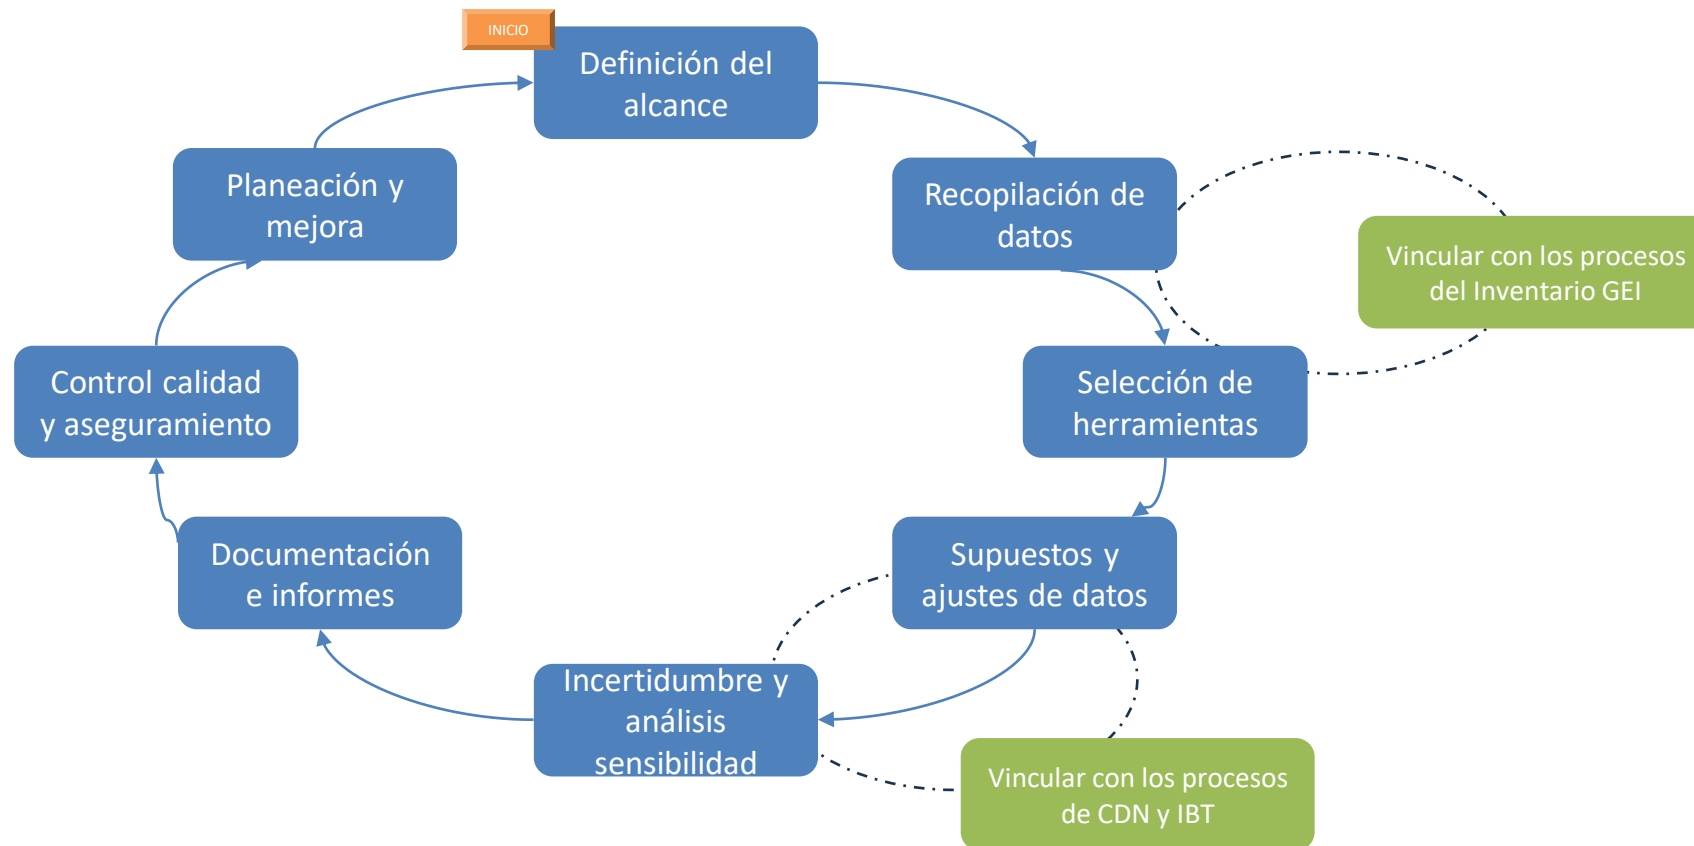 INICIO
Definición del
alcance
Planeación y
mejora
Recopilación de
datos
Vincular con los procesos
del Inventario GEI
Control calidad
y aseguramiento
Selección de
herramientas
Documentación
e informes
Supuestos y
ajustes de datos
Incertidumbre y
análisis
sensibilidad
Vincular con los procesos
de CDN y IBT